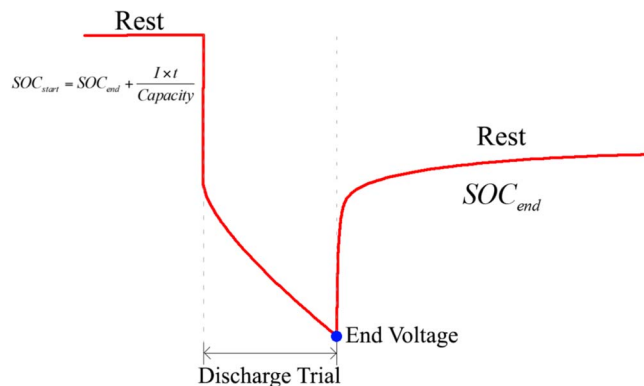 Rest
SOC_start = SOC_end + I × t / Capacity
Rest
SOC_end
End Voltage
Discharge Trial